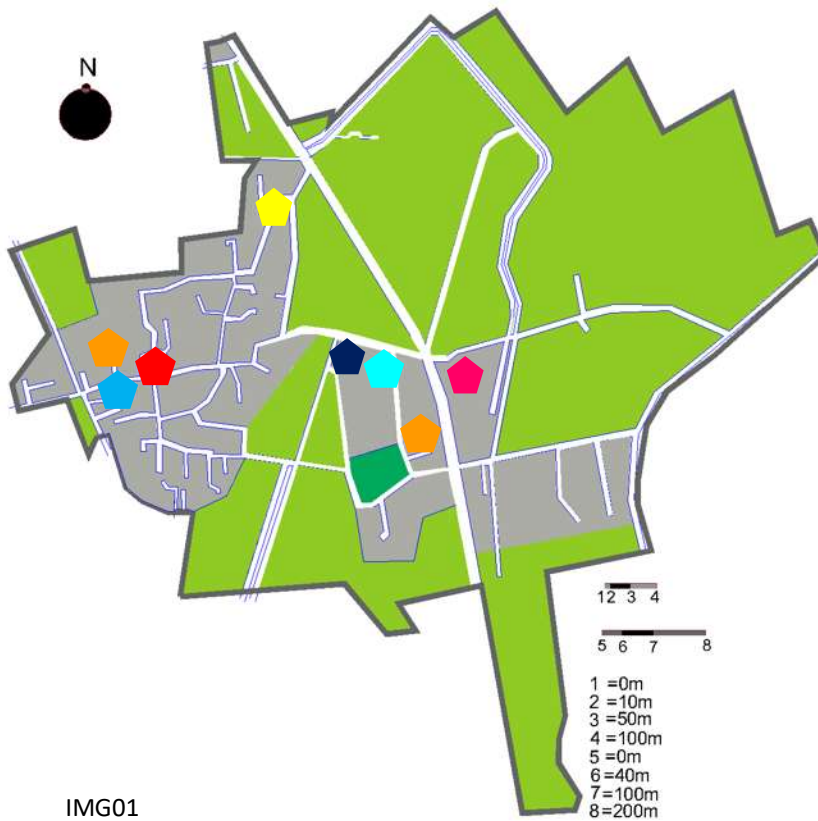 N
12 3 4
5 6 7 8
1 =0m
2 =10m
3 =50m
4 =100m
5 =0m
6 =40m
7=100m
8=200m
IMG01